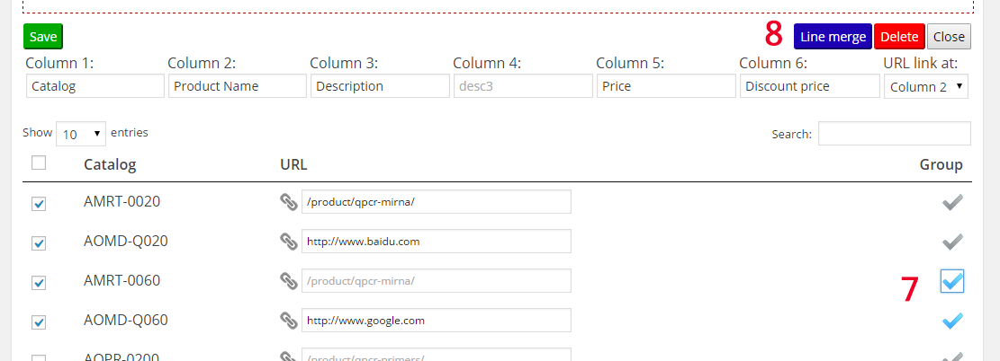 Save 8 Line merge Delete Close
Column 1: Column 2: Column 3: Column 4: Column 5: Column 6: URL link at:
Catalog Product Name Description desc3 Price Discount price Column 2
Show 10 entries Search:
Catalog URL Group
AMRT-0020 /product/qpcr-mirna/
AOMD-Q020 http://www.baidu.com
AMRT-0060 /product/qpcr-mirna/ 7
AOMD-Q060 http://www.google.com
AOPR-0200 /product/qpcr-primers/